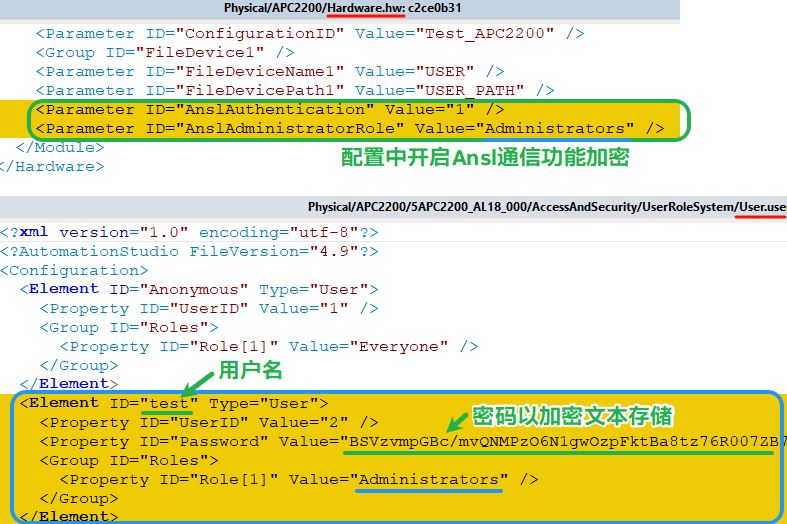 Physical/APC2200/Hardware.hw: c2ce0b31
<Parameter ID="ConfigurationID" Value="Test_APC2200" />
<Group ID="FileDevice1" />
<Parameter ID="FileDeviceName1" Value="USER" />
<Parameter ID="FileDevicePath1" Value="USER_PATH" />
<Parameter ID="AnslAuthentication" Value="1" />
<Parameter ID="AnslAdministratorRole" Value="Administrators" />
</Module>
配置中开启Ansl通信功能加密
</Hardware>
Physical/APC2200/5APC2200_AL18_000/AccessAndSecurity/UserRoleSystem/User.use
<?xml version="1.0" encoding="utf-8"?>
<?AutomationStudio FileVersion="4.9"?>
<Configuration>
<Element ID="Anonymous" Type="User">
<Property ID="UserID" Value="1" />
<Group ID="Roles">
<Property ID="Role[1]" Value="Everyone" />
</Group>
用户名
</Element>
<Element ID="test" Type="User">
密码以加密文本存储
<Property ID="UserID" Value="2" />
<Property ID="Password" Value="BSVzvmpGBc/mvQNMPzO6N1gwOzpFktBa8tz76R007ZB7
<Group ID="Roles">
<Property ID="Role[1]" Value="Administrators" />
</Group>
</Element>